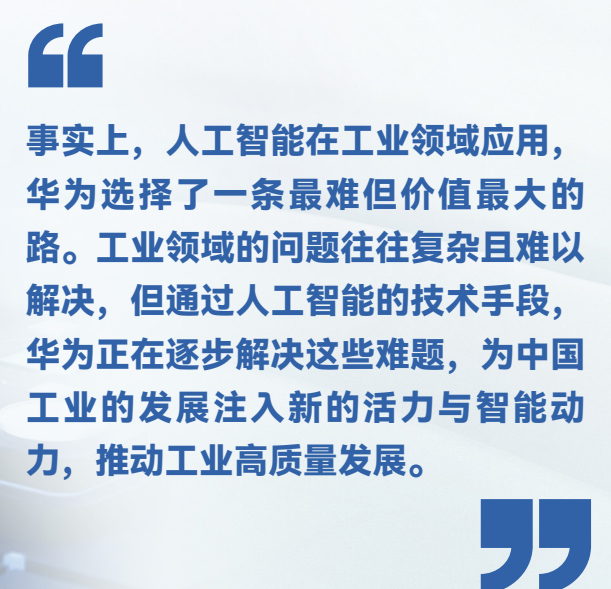 事实上，人工智能在工业领域应用，
华为选择了一条最难但价值最大的
路。工业领域的问题往往复杂且难以
解决，但通过人工智能的技术手段，
华为正在逐步解决这些难题，为中国
工业的发展注入新的活力与智能动
力，推动工业高质量发展。